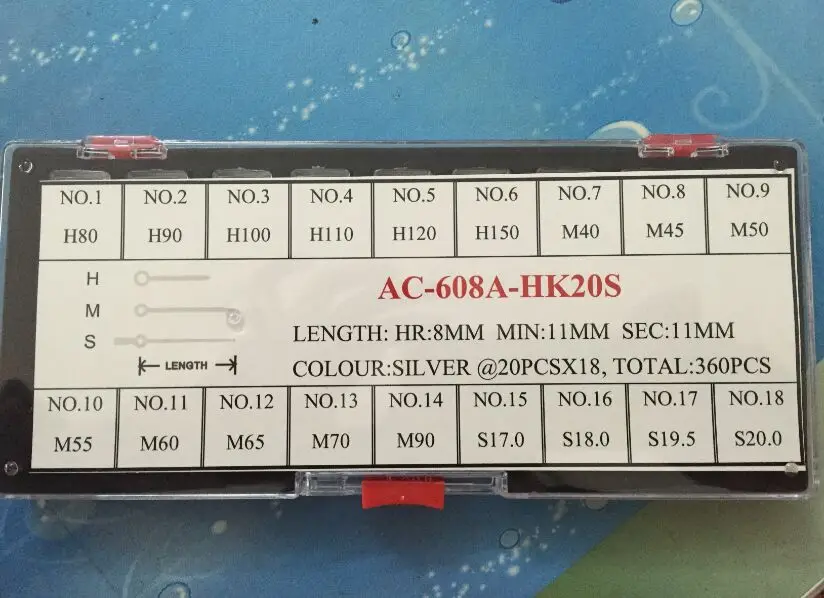 NO.1 NO.2 NO.3 NO.4 NO.5 NO.6 NO.7 NO.8 NO.9
H80 H90 H100 H110 H120 H150 M40 M45 M50
H
M
S
LENGTH
AC-608A-HK20S
LENGTH: HR:8MM MIN:11MM SEC:11MM
COLOUR:SILVER @20PCSX18, TOTAL:360PCS
NO.10 NO.11 NO.12 NO.13 NO.14 NO.15 NO.16 NO.17 NO.18
M55 M60 M65 M70 M90 S17.0 S18.0 S19.5 S20.0